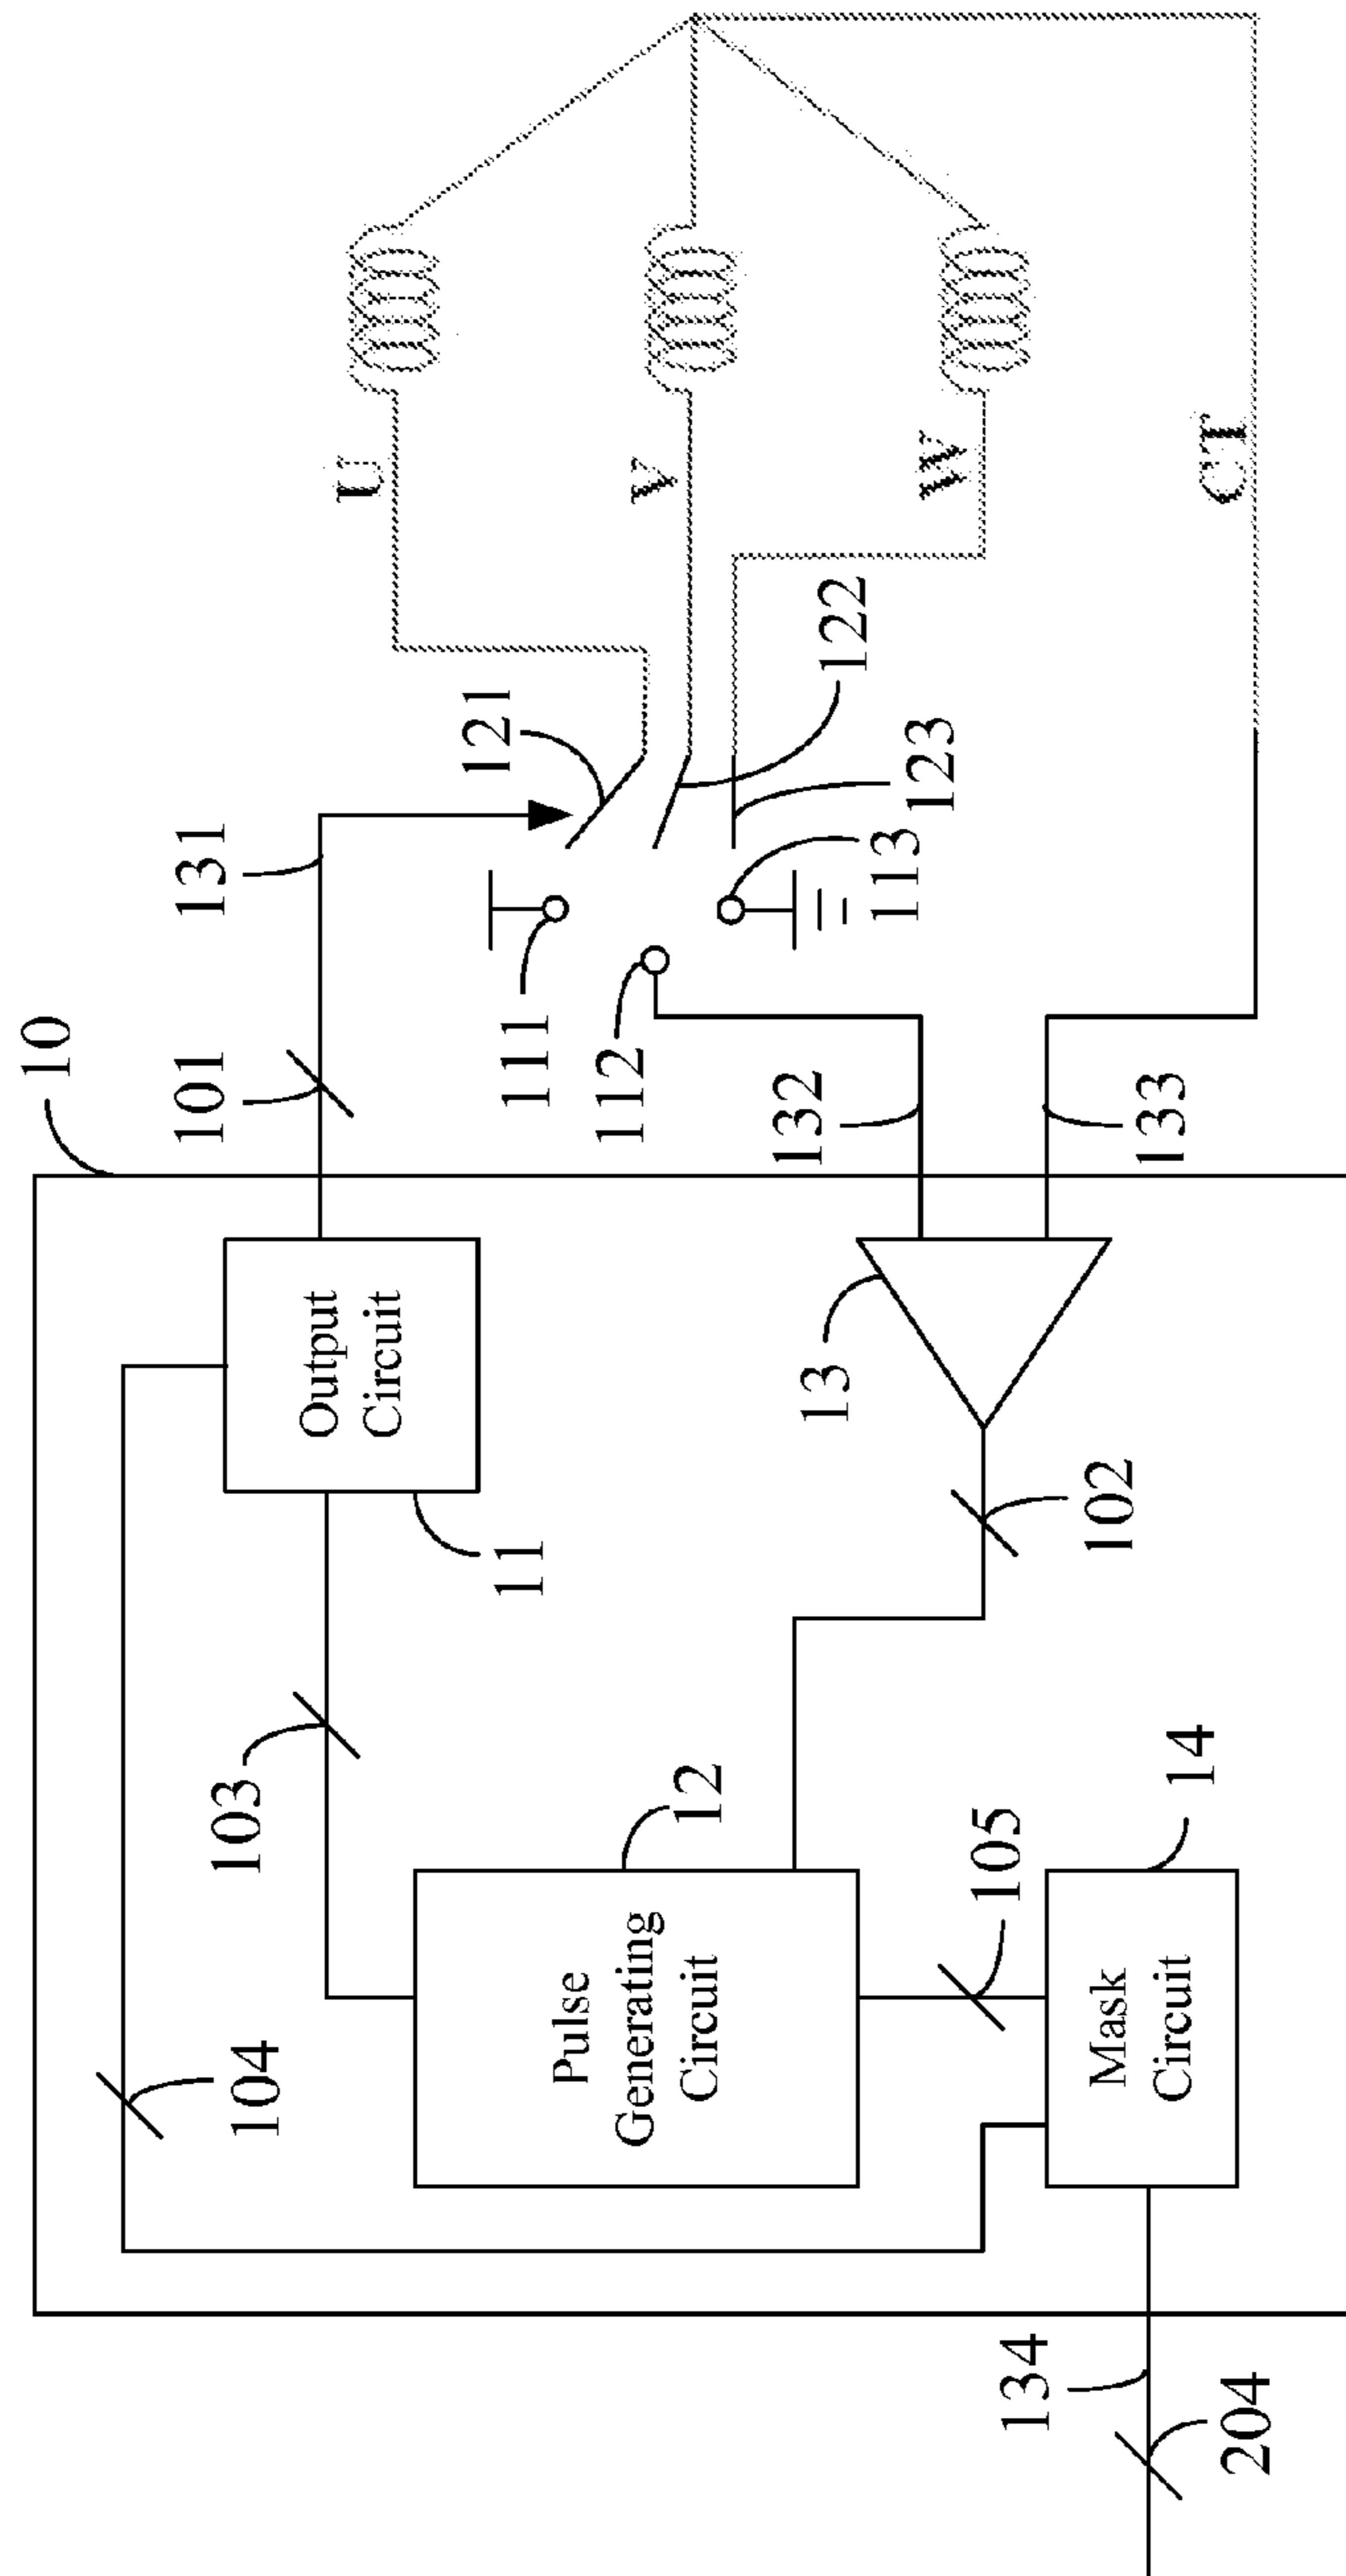 10
Output
Circuit
11
Pulse
Generating
Circuit
12
13
Mask
Circuit
14
101
102
103
104
105
111
112
113
121
122
123
131
132
133
134
204
U
V
W
CT